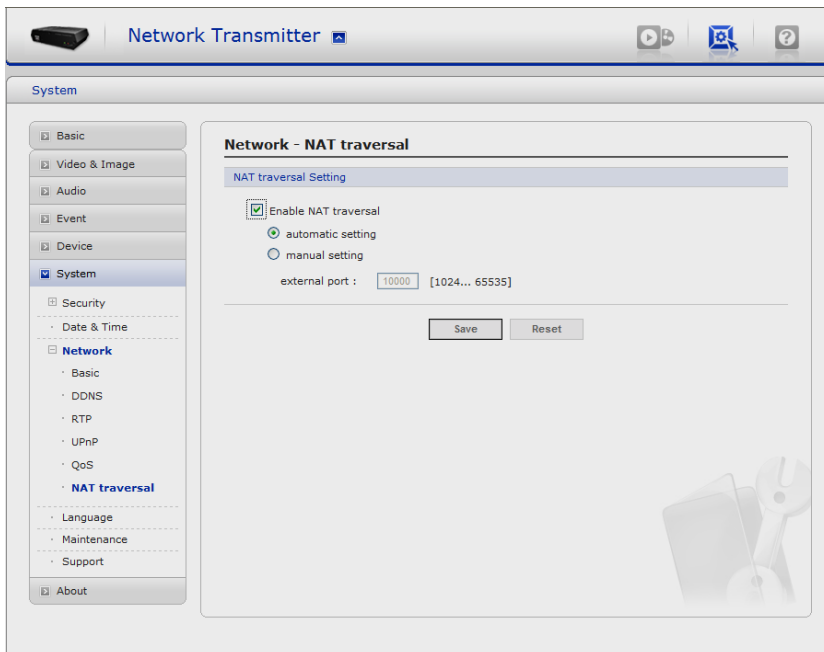 Network Transmitter
System
Basic
Video & Image
Audio
Event
Device
System
Security
Date & Time
Network
Basic
DDNS
RTP
UPnP
QoS
NAT traversal
Language
Maintenance
Support
About
Network - NAT traversal
NAT traversal Setting
Enable NAT traversal
automatic setting
manual setting
external port : 10000 [1024... 65535]
Save Reset